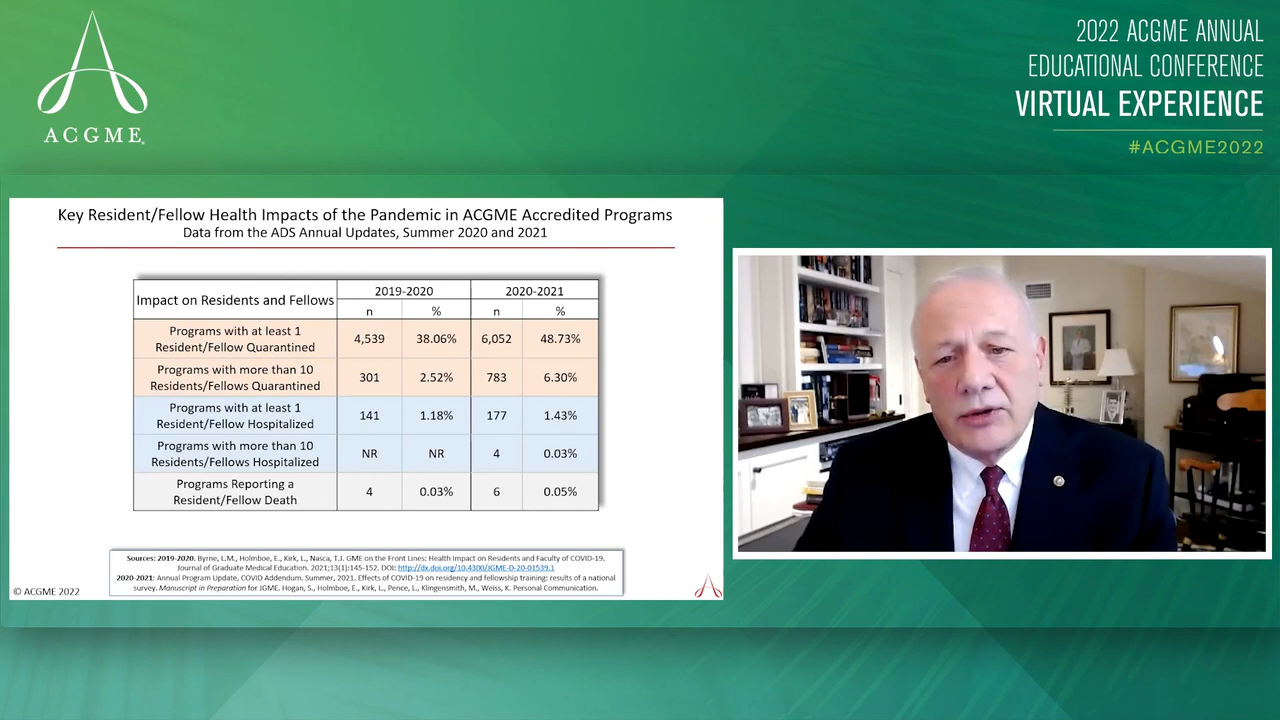 ACGME®
2022 ACGME ANNUAL
EDUCATIONAL CONFERENCE
VIRTUAL EXPERIENCE
#ACGME2022
Key Resident/Fellow Health Impacts of the Pandemic in ACGME Accredited Programs
Data from the ADS Annual Updates, Summer 2020 and 2021
Impact on Residents and Fellows 2019-2020 2020-2021
n % n %
Programs with at least 1
Resident/Fellow Quarantined 4,539 38.06% 6,052 48.73%
Programs with more than 10
Residents/Fellows Quarantined 301 2.52% 783 6.30%
Programs with at least 1
Resident/Fellow Hospitalized 141 1.18% 177 1.43%
Programs with more than 10
Residents/Fellows Hospitalized NR NR 4 0.03%
Programs Reporting a
Resident/Fellow Death 4 0.03% 6 0.05%
Sources: 2019-2020. Byrne, L.M., Holmboe, E., Kirk, L., Nasca, T.J. GME on the Front Lines: Health Impact on Residents and Faculty of COVID-19.
Journal of Graduate Medical Education. 2021;13(1):145-152. DOI: http://dx.doi.org/10.4300/JGME-D-20-01539.1
2020-2021: Annual Program Update, COVID Addendum. Summer, 2021. Effects of COVID-19 on residency and fellowship training: results of a national
survey. Manuscript in Preparation for JGME. Hogan, S., Holmboe, E., Kirk, L., Pence, L., Klingensmith, M., Weiss, K. Personal Communication.
© ACGME 2022